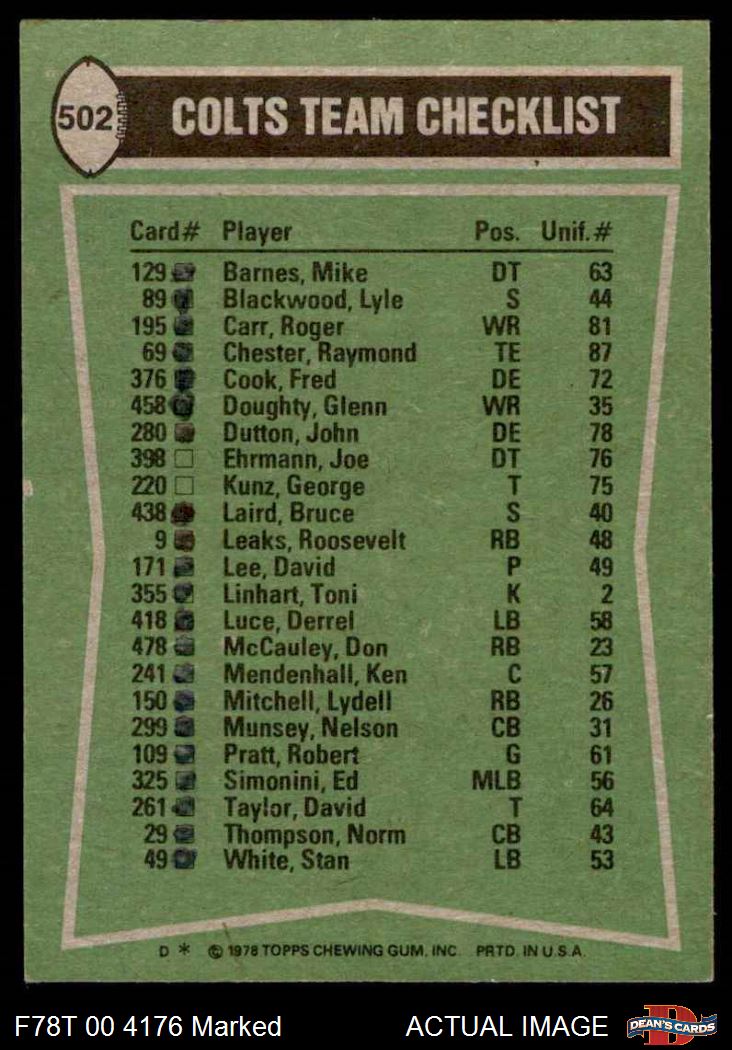 502
COLTS TEAM CHECKLIST
Card# Player Pos. Unif.#
129 Barnes, Mike DT 63
89 Blackwood, Lyle S 44
195 Carr, Roger WR 81
69 Chester, Raymond TE 87
376 Cook, Fred DE 72
458 Doughty, Glenn WR 35
280 Dutton, John DE 78
398 Ehrmann, Joe DT 76
220 Kunz, George T 75
438 Laird, Bruce S 40
9 Leaks, Roosevelt RB 48
171 Lee, David P 49
355 Linhart, Toni K 2
418 Luce, Derrel LB 58
478 McCauley, Don RB 23
241 Mendenhall, Ken C 57
150 Mitchell, Lydell RB 26
299 Munsey, Nelson CB 31
109 Pratt, Robert G 61
325 Simonini, Ed MLB 56
261 Taylor, David T 64
29 Thompson, Norm CB 43
49 White, Stan LB 53
D * © 1978 TOPPS CHEWING GUM, INC. PRTD. IN U.S.A.
F78T 00 4176 Marked ACTUAL IMAGE DEAN'S CARDS